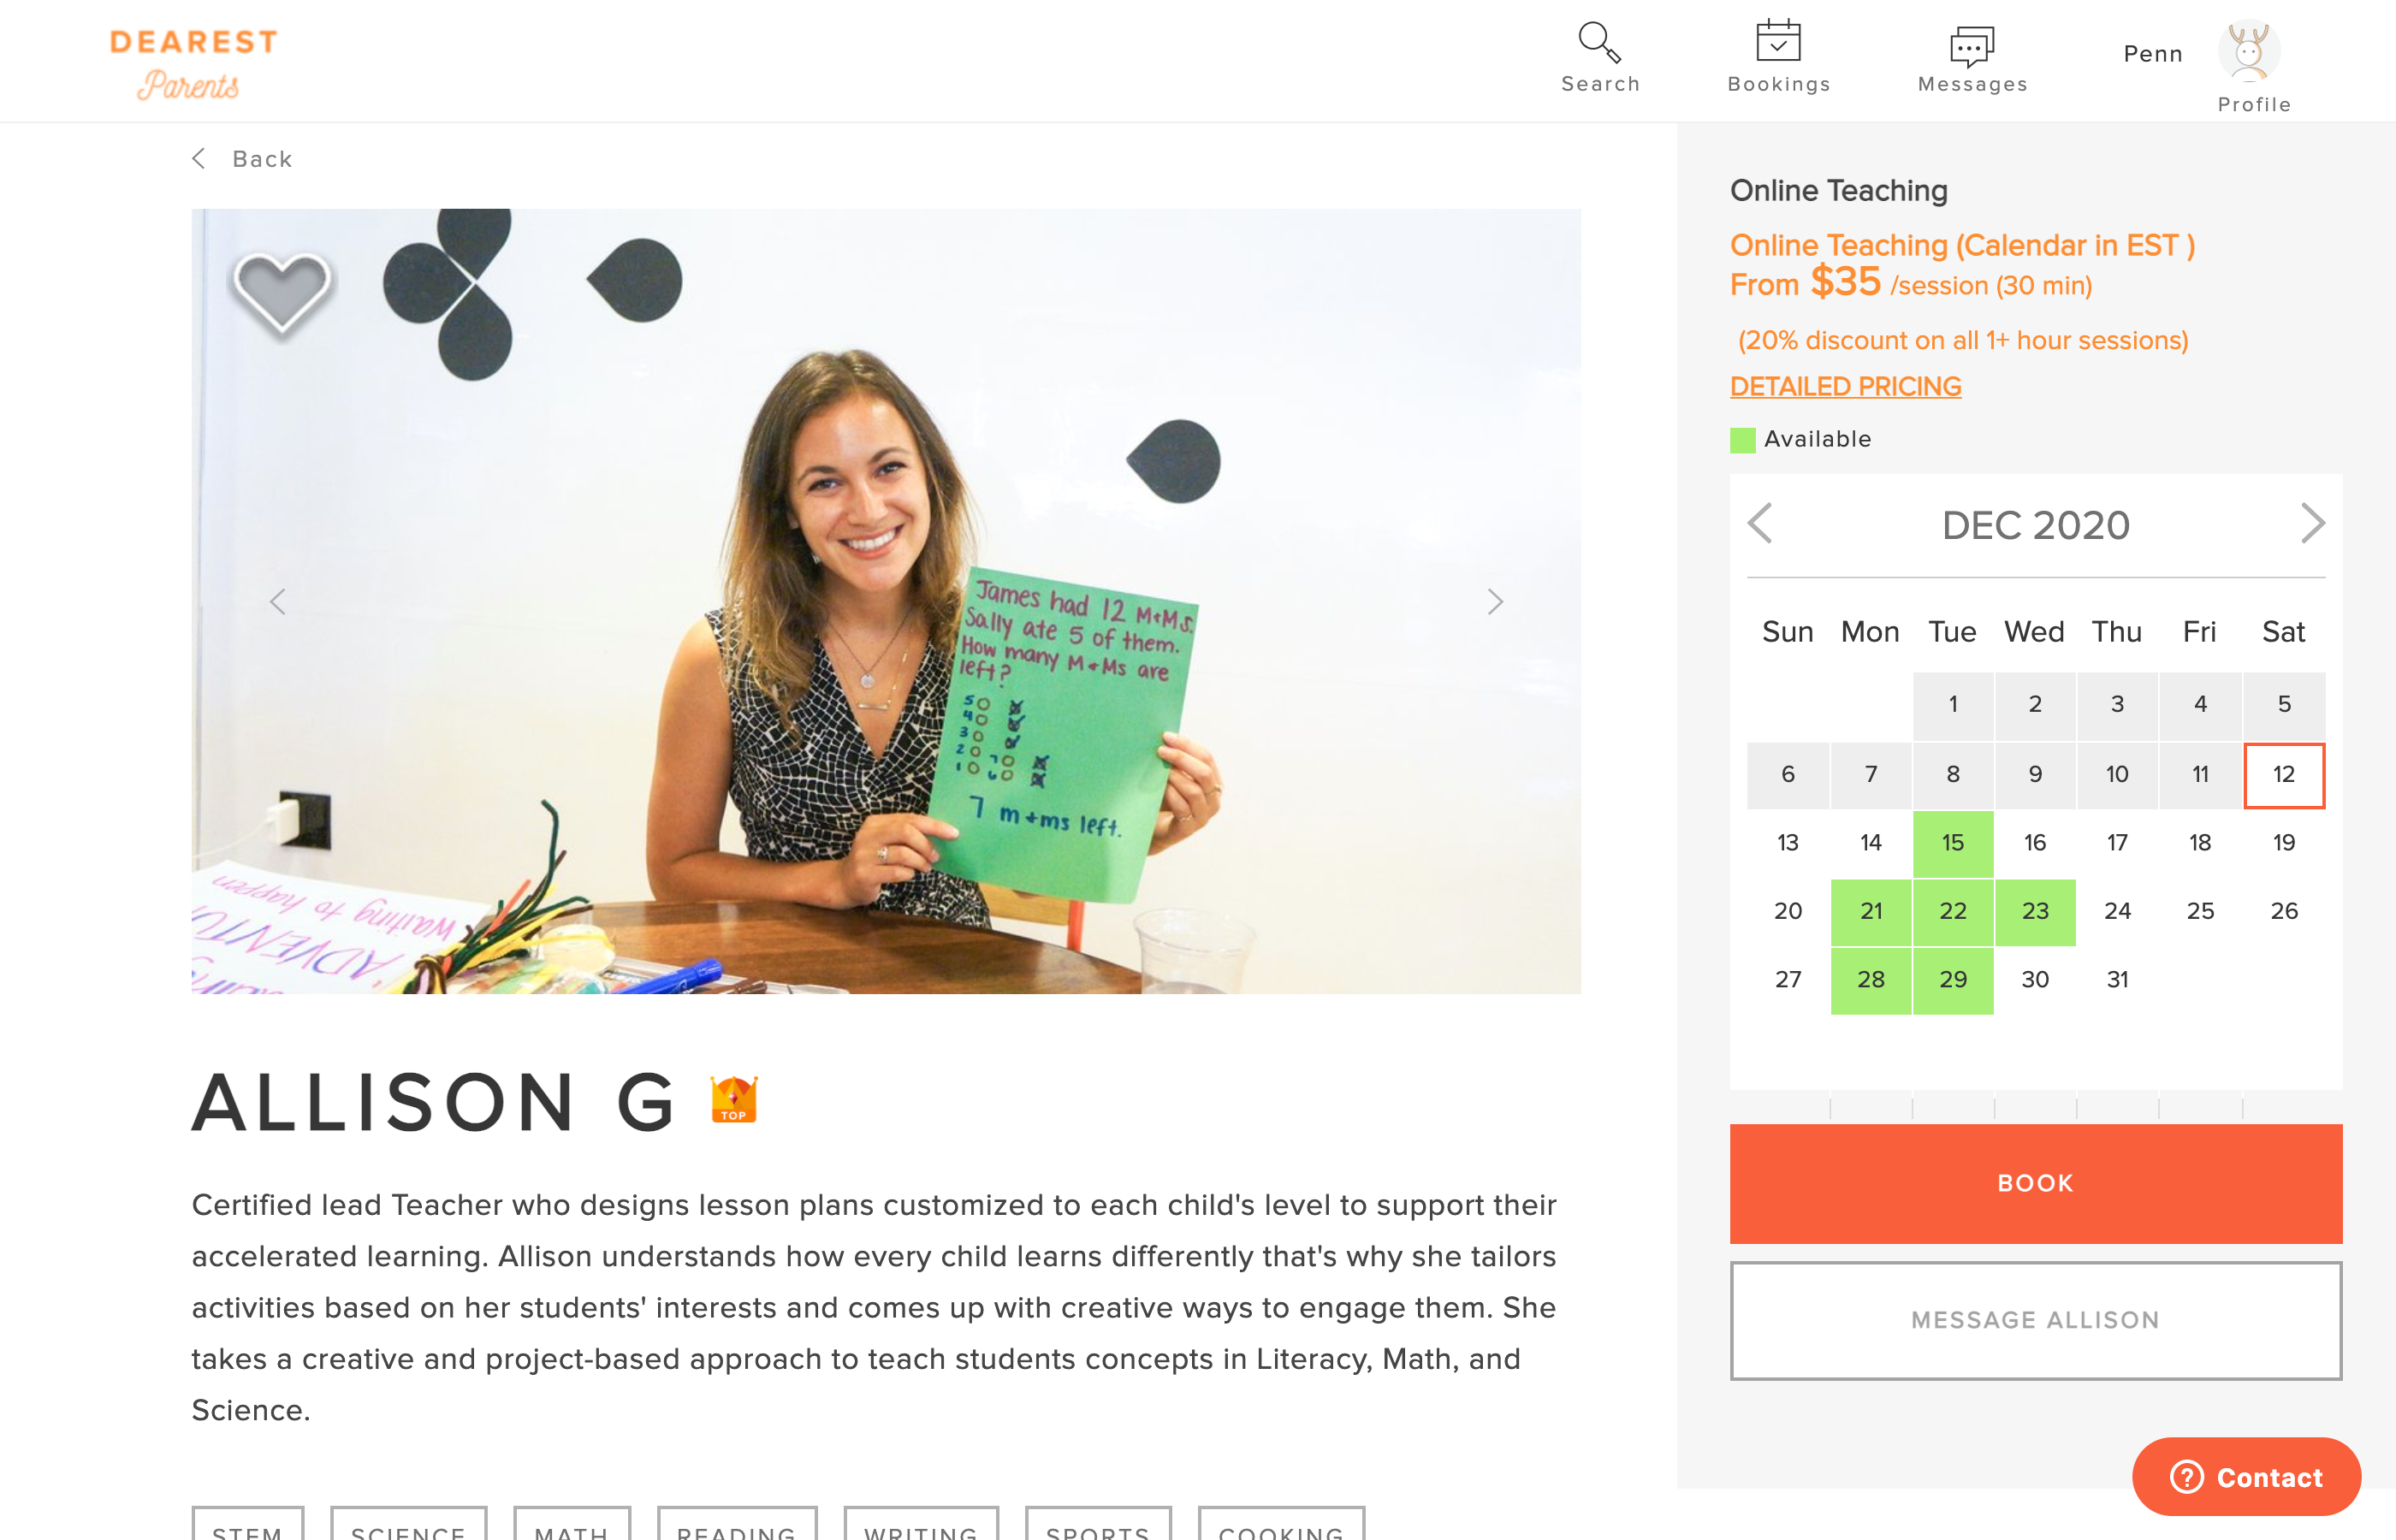 DEAREST
Parents
Search
Bookings
Messages
Penn
Profile
Back
James had 12 M+Ms.
Sally ate 5 of them.
How many M+Ms are
left?
5
4
3
2 7
1 6
7 m+ms left.
waiting to happen
ALLISON G
TOP
Certified lead Teacher who designs lesson plans customized to each child's level to support their
accelerated learning. Allison understands how every child learns differently that's why she tailors
activities based on her students' interests and comes up with creative ways to engage them. She
takes a creative and project-based approach to teach students concepts in Literacy, Math, and
Science.
STEM
SCIENCE
MATH
READING
WRITING
SPORTS
COOKING
Online Teaching
Online Teaching (Calendar in EST )
From $35 /session (30 min)
(20% discount on all 1+ hour sessions)
DETAILED PRICING
Available
DEC 2020
Sun Mon Tue Wed Thu Fri Sat
1 2 3 4 5
6 7 8 9 10 11 12
13 14 15 16 17 18 19
20 21 22 23 24 25 26
27 28 29 30 31
BOOK
MESSAGE ALLISON
Contact